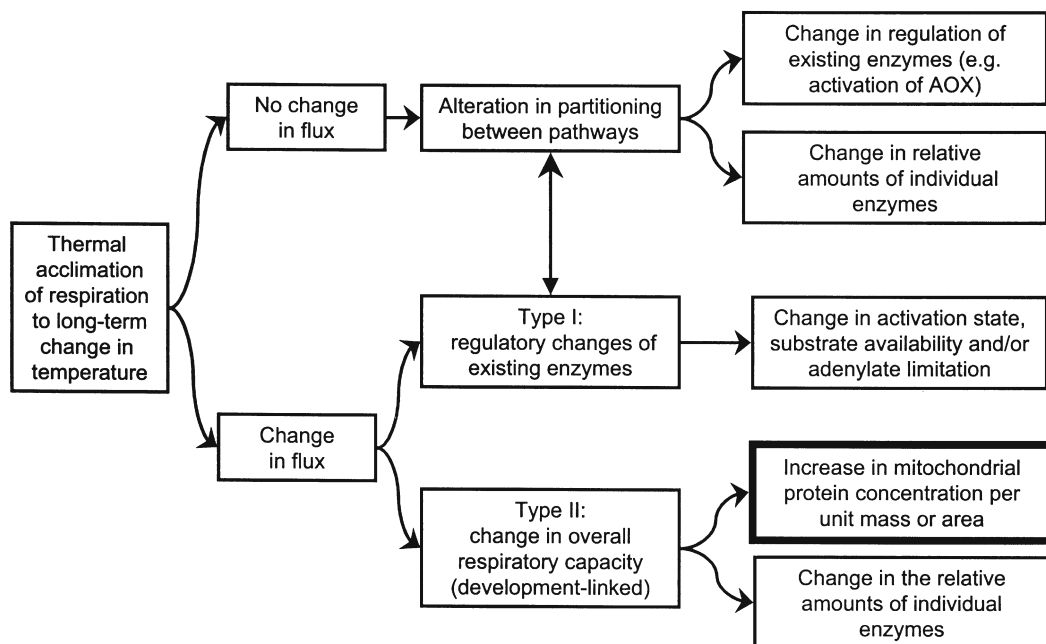 Change in regulation of
existing enzymes (e.g.
activation of AOX)
No change
in flux
Alteration in partitioning
between pathways
Change in relative
amounts of individual
enzymes
Thermal
acclimation
of respiration
to long-term
change in
temperature
Type I:
regulatory changes of
existing enzymes
Change in activation state,
substrate availability and/or
adenylate limitation
Change
in flux
Increase in mitochondrial
protein concentration per
unit mass or area
Type II:
change in overall
respiratory capacity
(development-linked)
Change in the relative
amounts of individual
enzymes